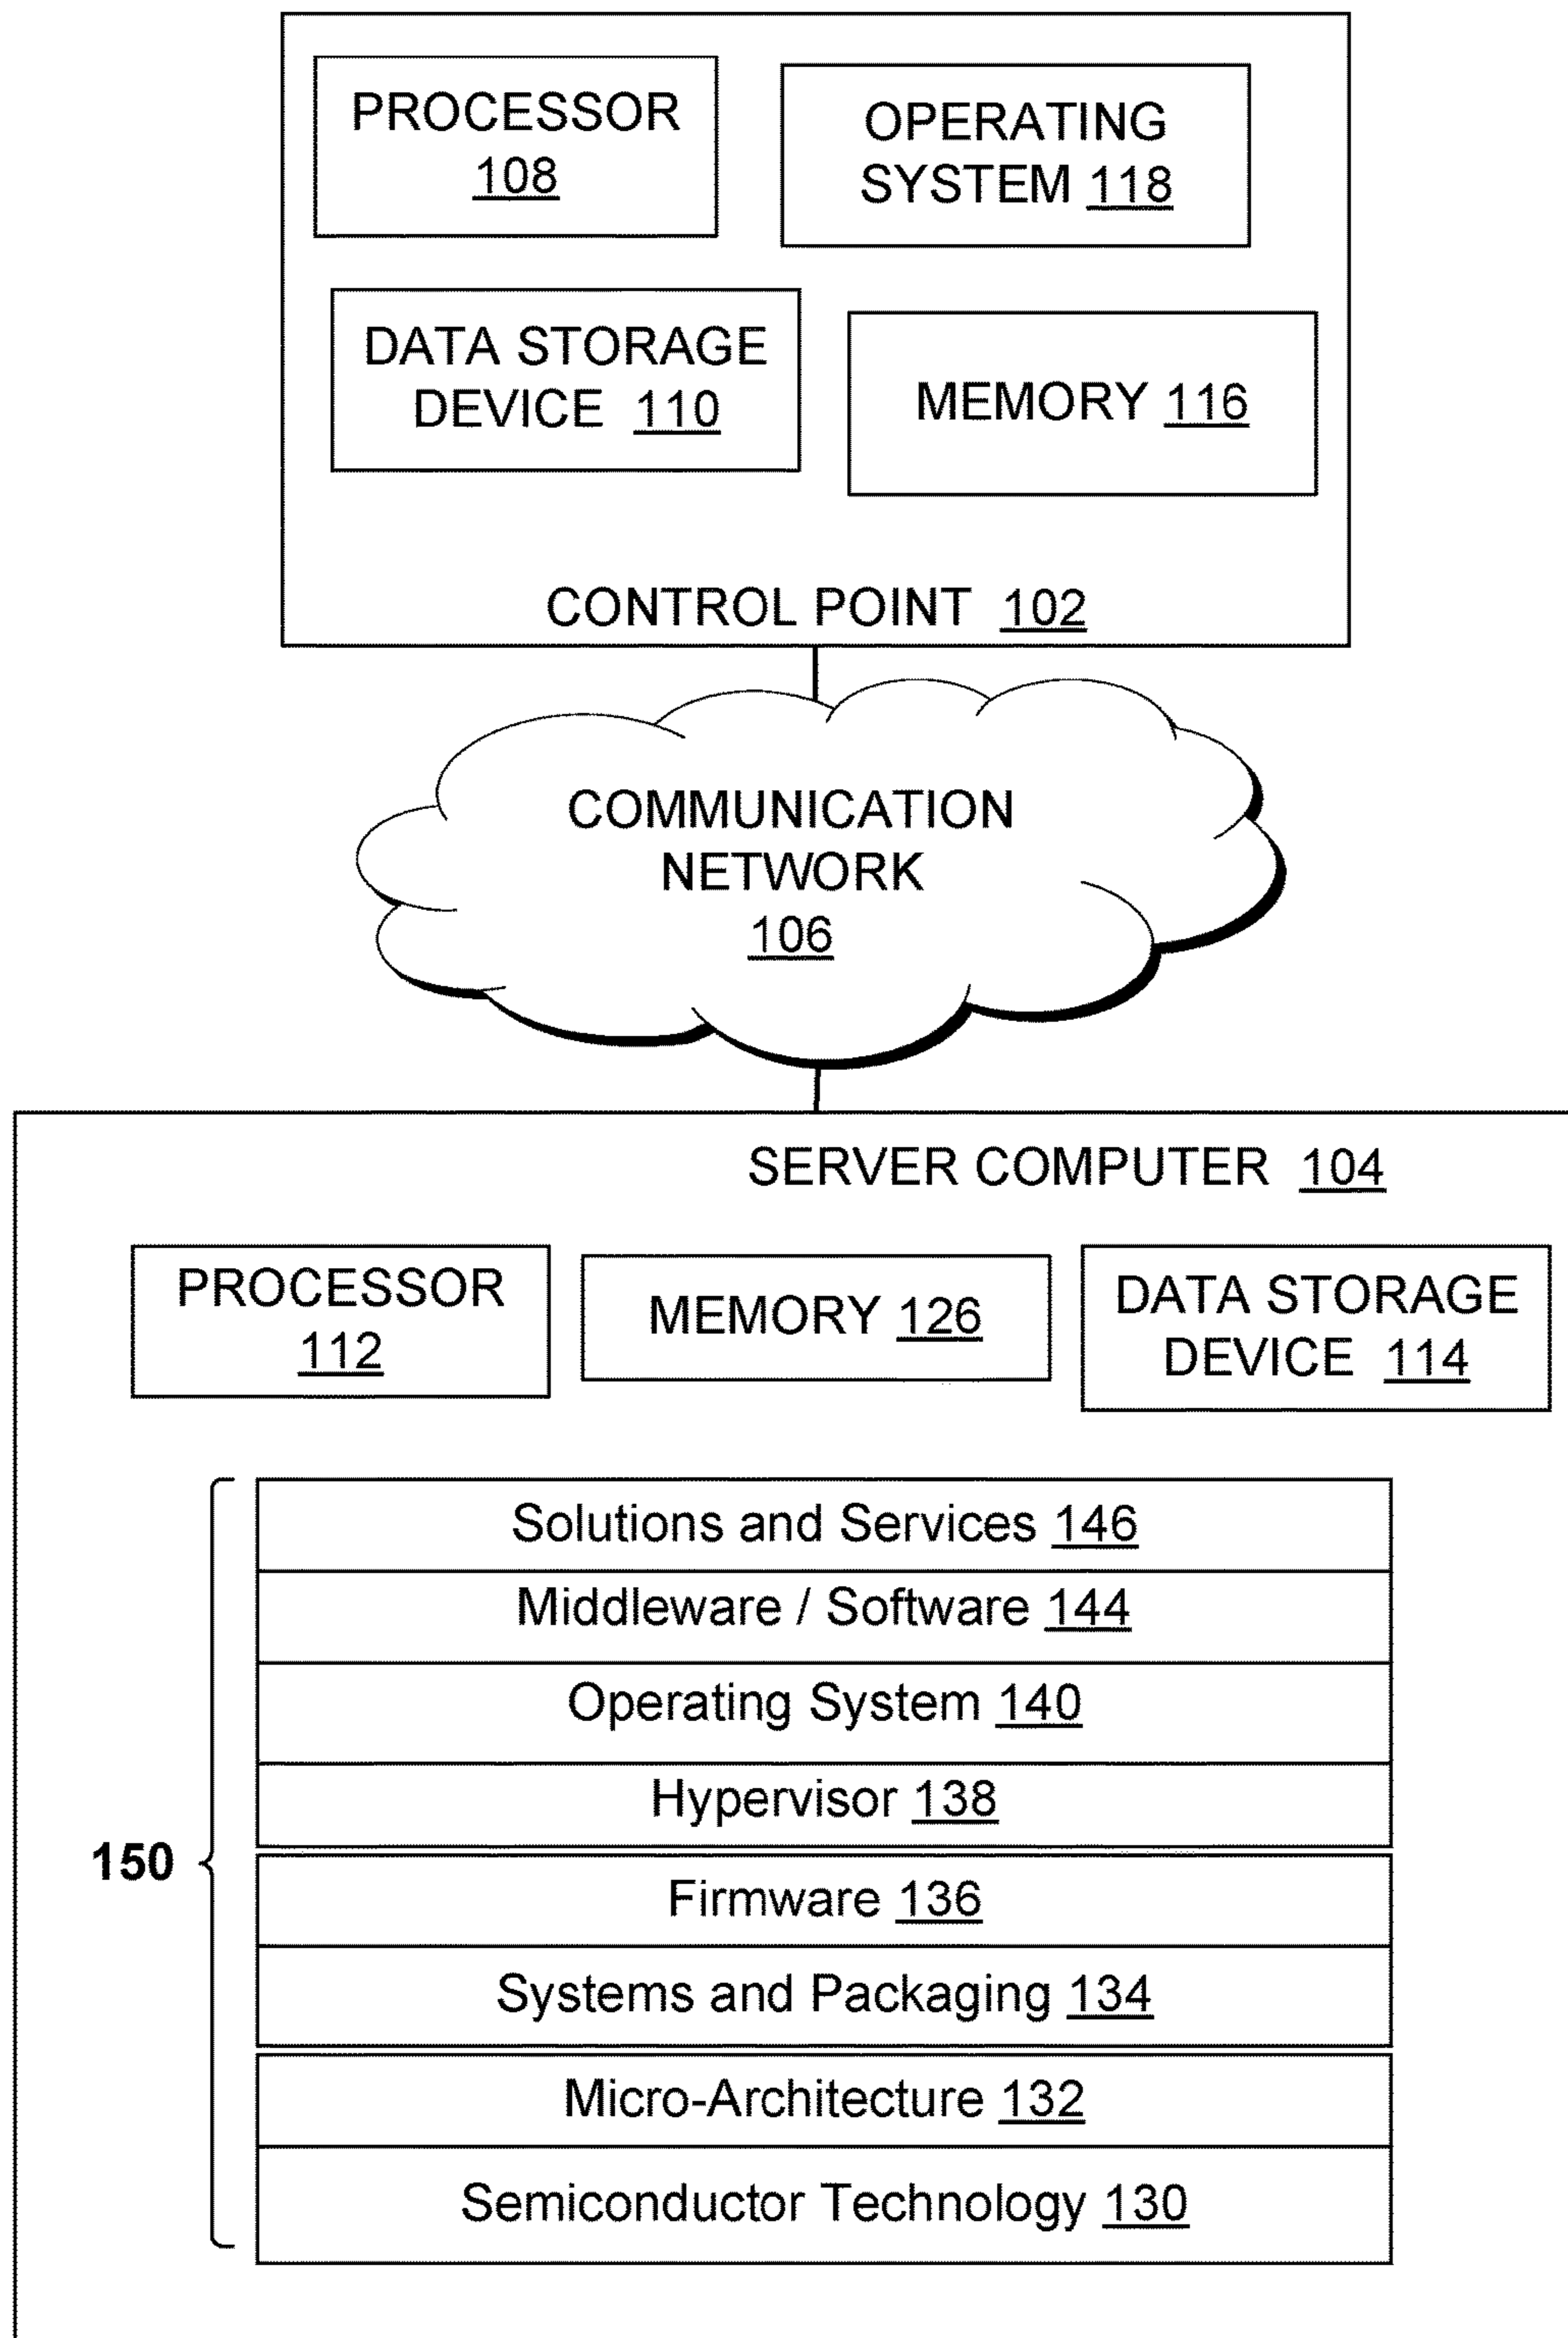 PROCESSOR
108
OPERATING
SYSTEM 118
DATA STORAGE
DEVICE 110
MEMORY 116
CONTROL POINT 102
COMMUNICATION
NETWORK
106
SERVER COMPUTER 104
PROCESSOR
112
MEMORY 126
DATA STORAGE
DEVICE 114
150
Solutions and Services 146
Middleware / Software 144
Operating System 140
Hypervisor 138
Firmware 136
Systems and Packaging 134
Micro-Architecture 132
Semiconductor Technology 130